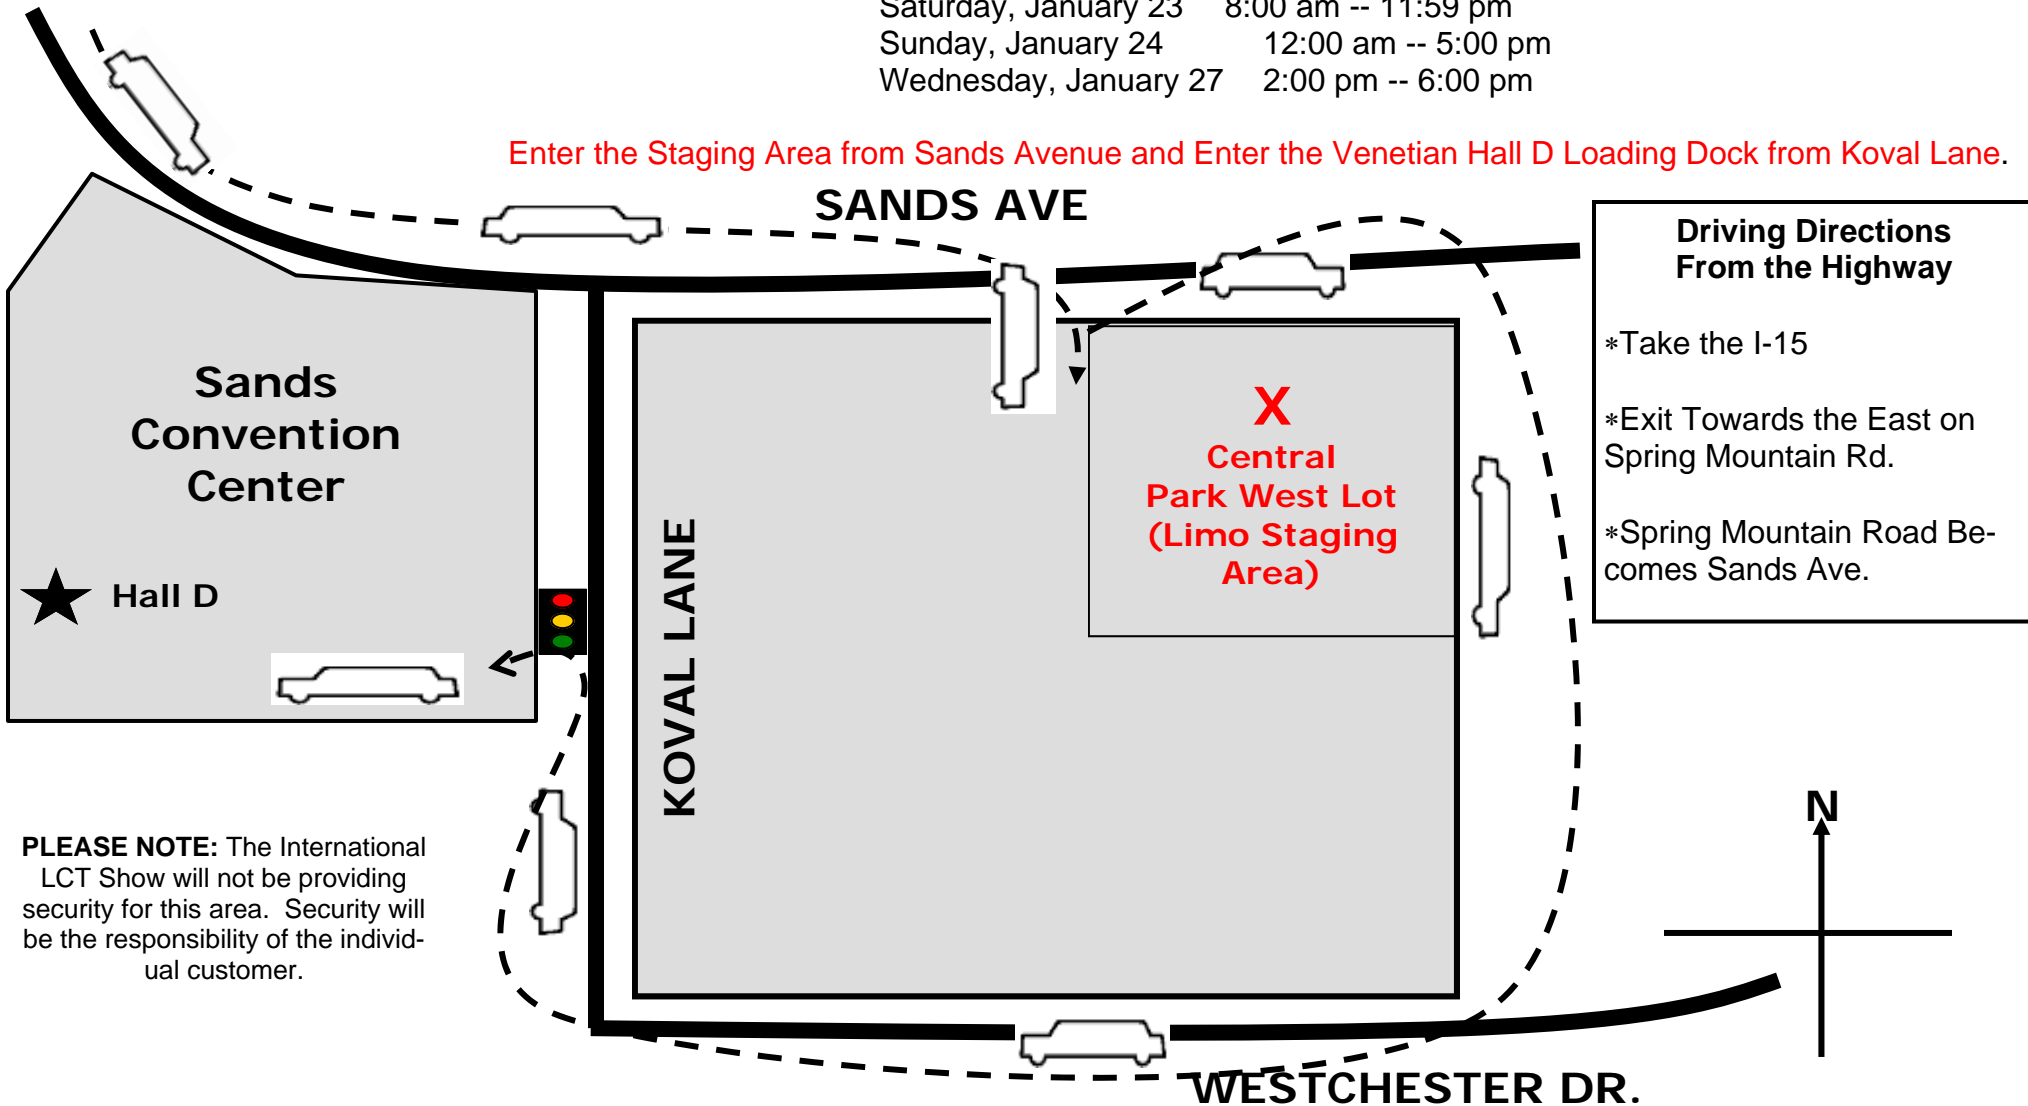 Saturday, January 23 8:00 am -- 11:59 pm
Sunday, January 24 12:00 am -- 5:00 pm
Wednesday, January 27 2:00 pm -- 6:00 pm
Enter the Staging Area from Sands Avenue and Enter the Venetian Hall D Loading Dock from Koval Lane.
SANDS AVE
Driving Directions
From the Highway
*Take the I-15
*Exit Towards the East on
Spring Mountain Rd.
*Spring Mountain Road Be-
comes Sands Ave.
Sands
Convention
Center
Hall D
KOVAL LANE
X
Central
Park West Lot
(Limo Staging
Area)
PLEASE NOTE: The International
LCT Show will not be providing
security for this area. Security will
be the responsibility of the individ-
ual customer.
N
WESTCHESTER DR.